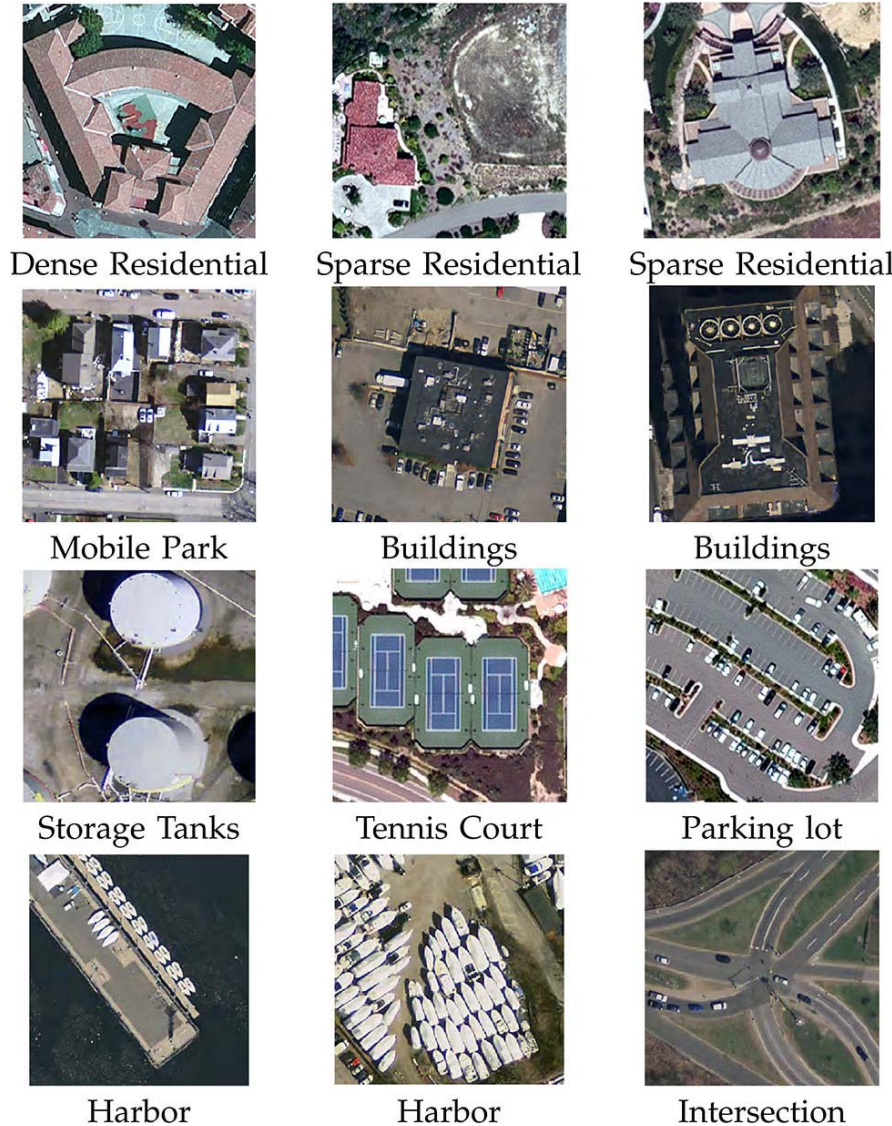 Dense Residential
Sparse Residential
Sparse Residential
Mobile Park
Buildings
Buildings
Storage Tanks
Tennis Court
Parking lot
Harbor
Harbor
Intersection